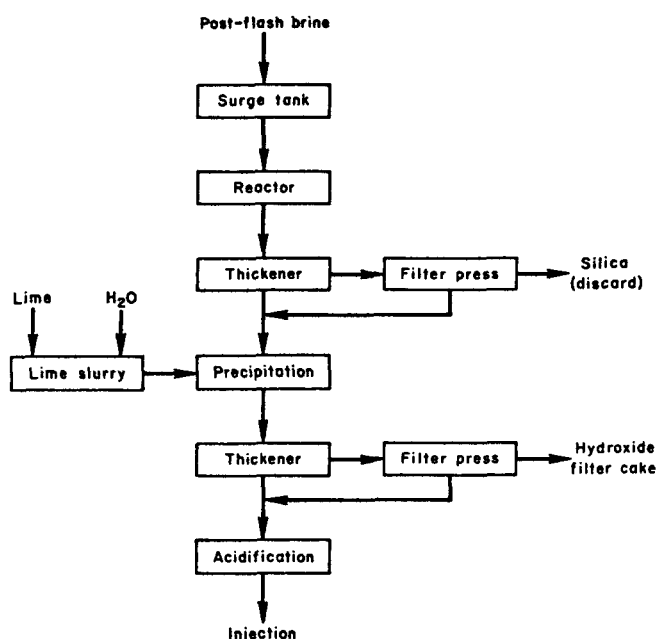 Post-flash brine
Surge tank
Reactor
Thickener
Filter press
Silica
(discard)
Lime
H₂O
Lime slurry
Precipitation
Thickener
Filter press
Hydroxide
filter cake
Acidification
Injection